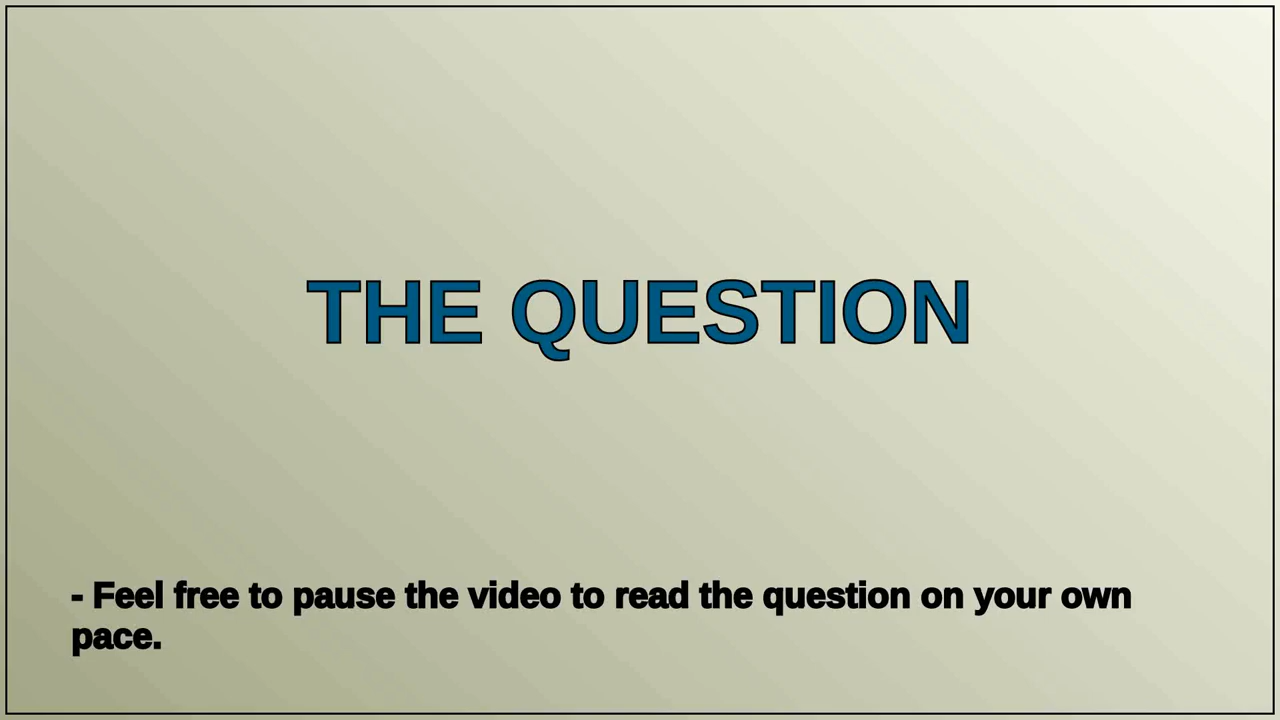 THE QUESTION
- Feel free to pause the video to read the question on your own
pace.